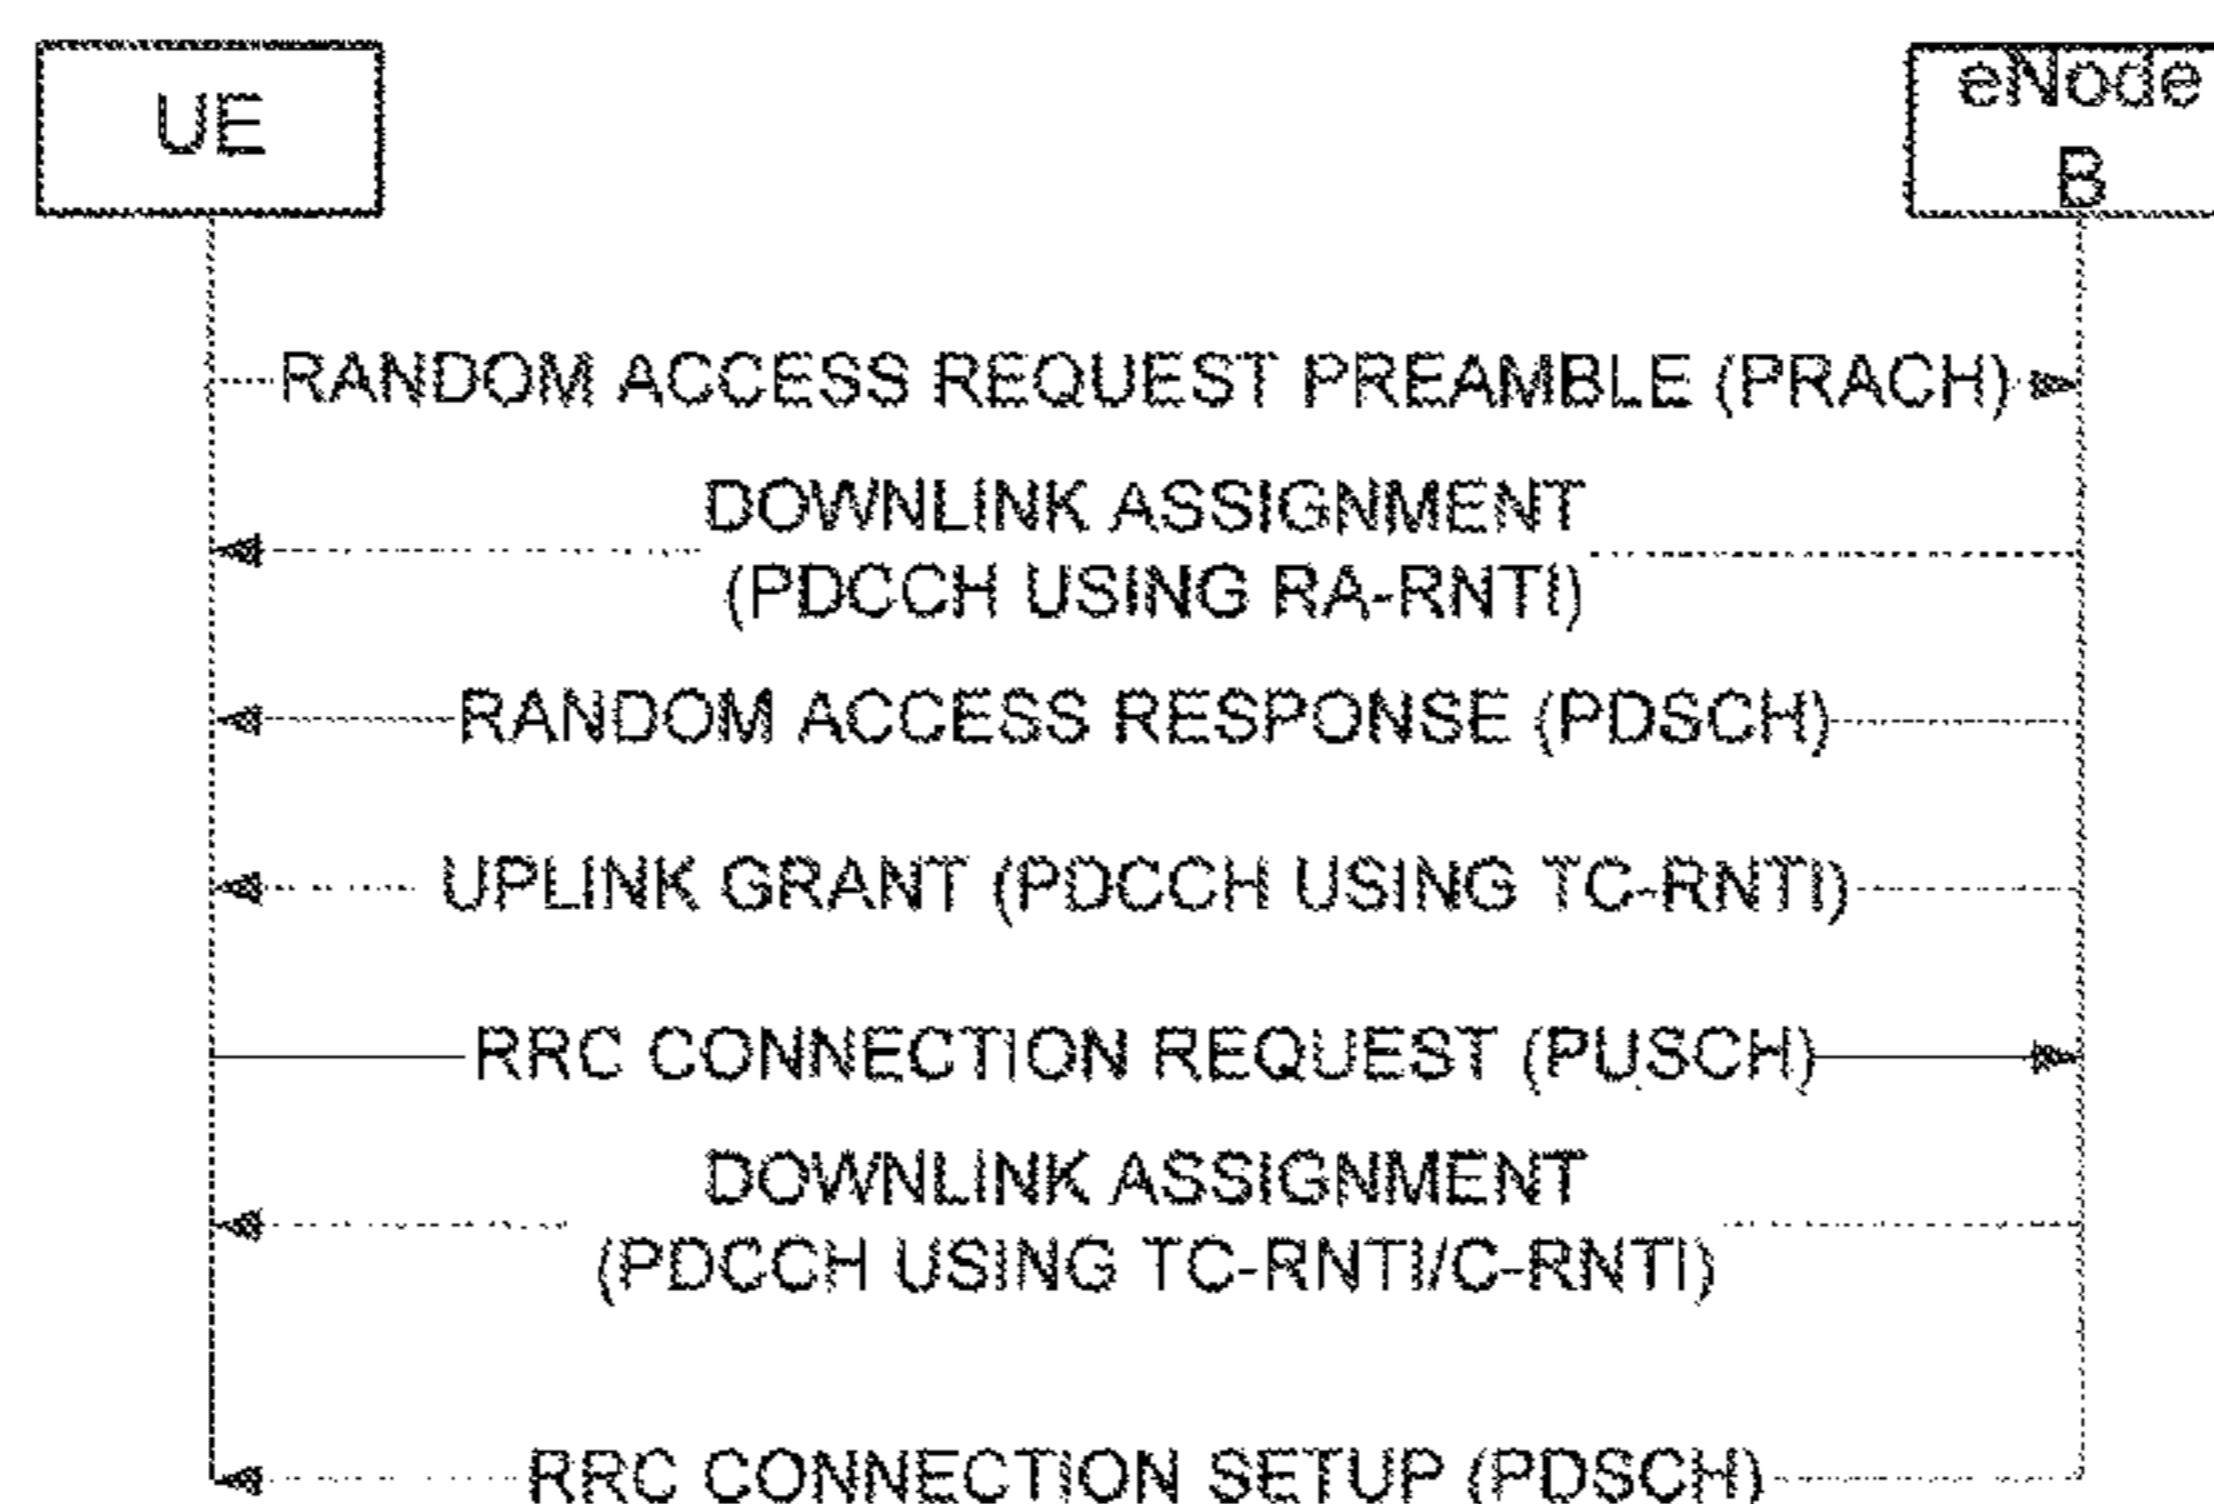 UE
eNode
B
RANDOM ACCESS REQUEST PREAMBLE (PRACH)
DOWNLINK ASSIGNMENT
(PDCCH USING RA-RNTI)
RANDOM ACCESS RESPONSE (PDSCH)
UPLINK GRANT (PDCCH USING TC-RNTI)
RRC CONNECTION REQUEST (PUSCH)
DOWNLINK ASSIGNMENT
(PDCCH USING TC-RNTI/C-RNTI)
RRC CONNECTION SETUP (PDSCH)